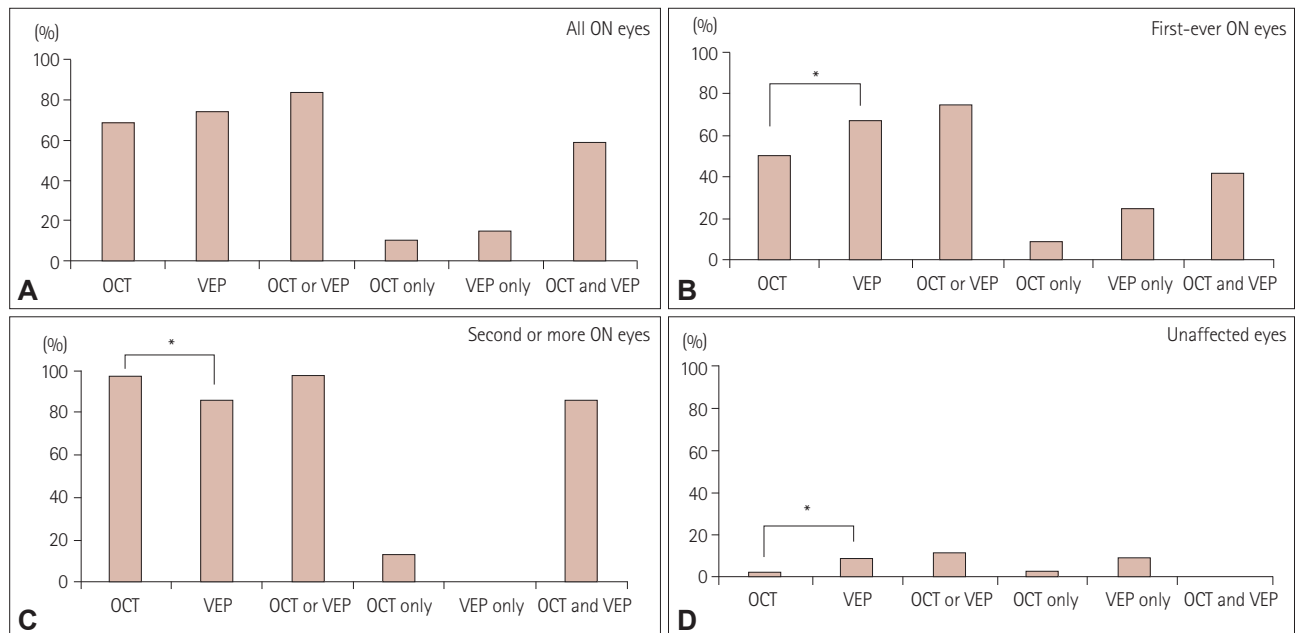 (%)
All ON eyes
100
80
60
40
20
0
OCT VEP OCT or VEP OCT only VEP only OCT and VEP
A
(%)
First-ever ON eyes
100
80
60
40
20
0
*
OCT VEP OCT or VEP OCT only VEP only OCT and VEP
B
(%)
Second or more ON eyes
100
80
60
40
20
0
*
OCT VEP OCT or VEP OCT only VEP only OCT and VEP
C
(%)
Unaffected eyes
100
80
60
40
20
0
*
OCT VEP OCT or VEP OCT only VEP only OCT and VEP
D